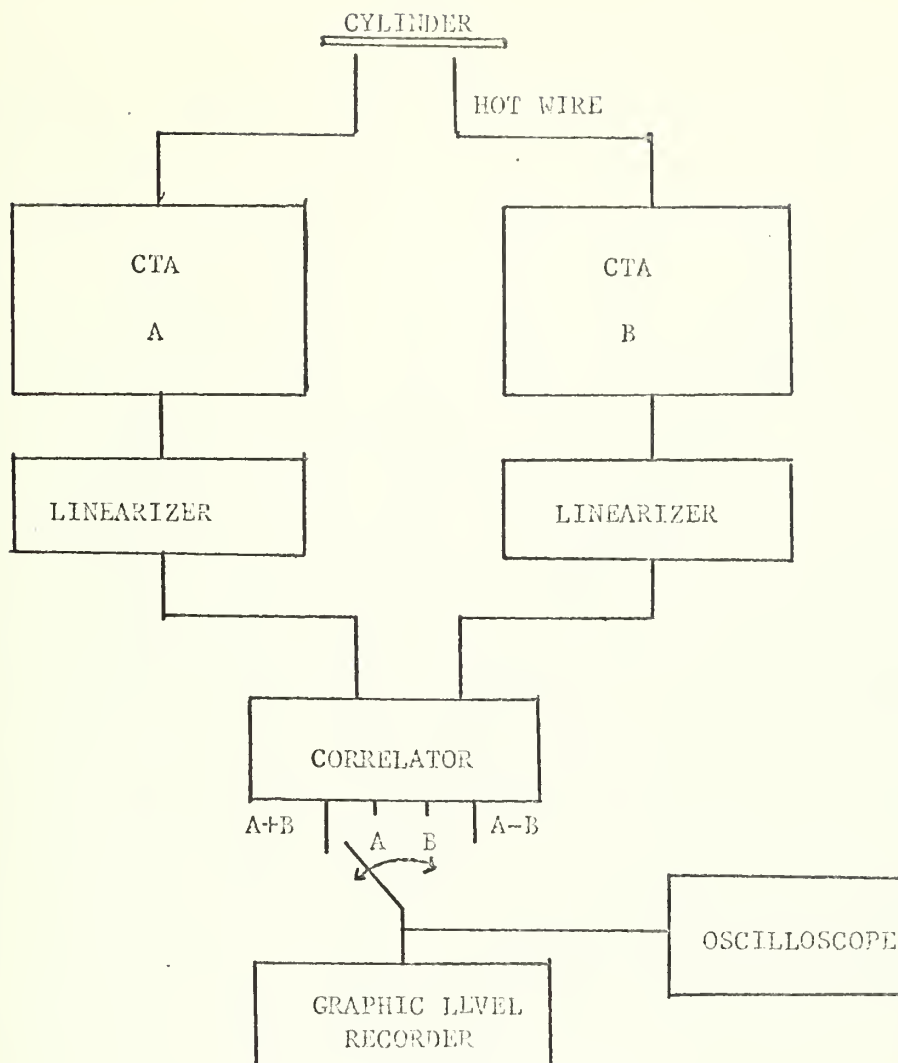 CYLINDER
HOT WIRE
CTA
A
CTA
B
LINEARIZER
LINEARIZER
CORRELATOR
A+B
A
B
A-B
OSCILLOSCOPE
GRAPHIC LEVEL
RECORDER